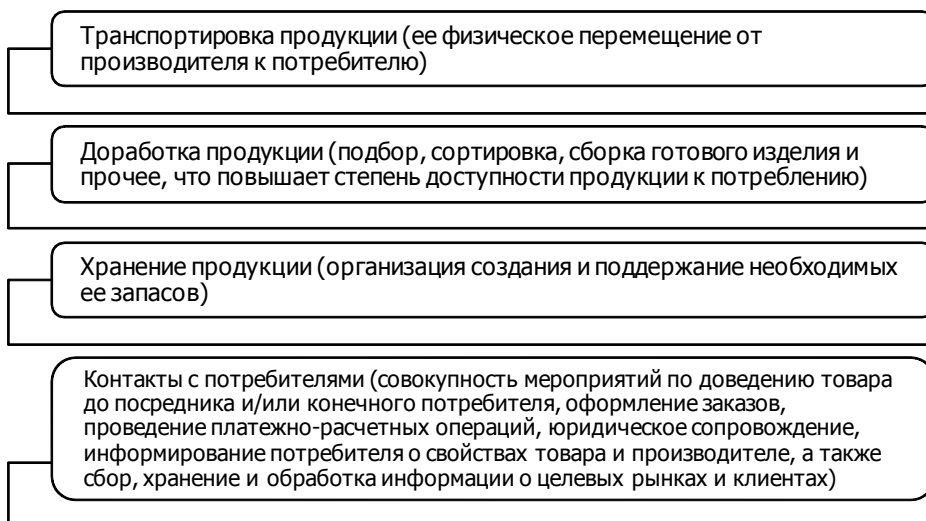 Транспортировка продукции (ее физическое перемещение от
производителя к потребителю)
Доработка продукции (подбор, сортировка, сборка готового изделия и
прочее, что повышает степень доступности продукции к потреблению)
Хранение продукции (организация создания и поддержание необходимых
ее запасов)
Контакты с потребителями (совокупность мероприятий по доведению товара
до посредника и/или конечного потребителя, оформление заказов,
проведение платежно-расчетных операций, юридическое сопровождение,
информирование потребителя о свойствах товара и производителе, а также
сбор, хранение и обработка информации о целевых рынках и клиентах)